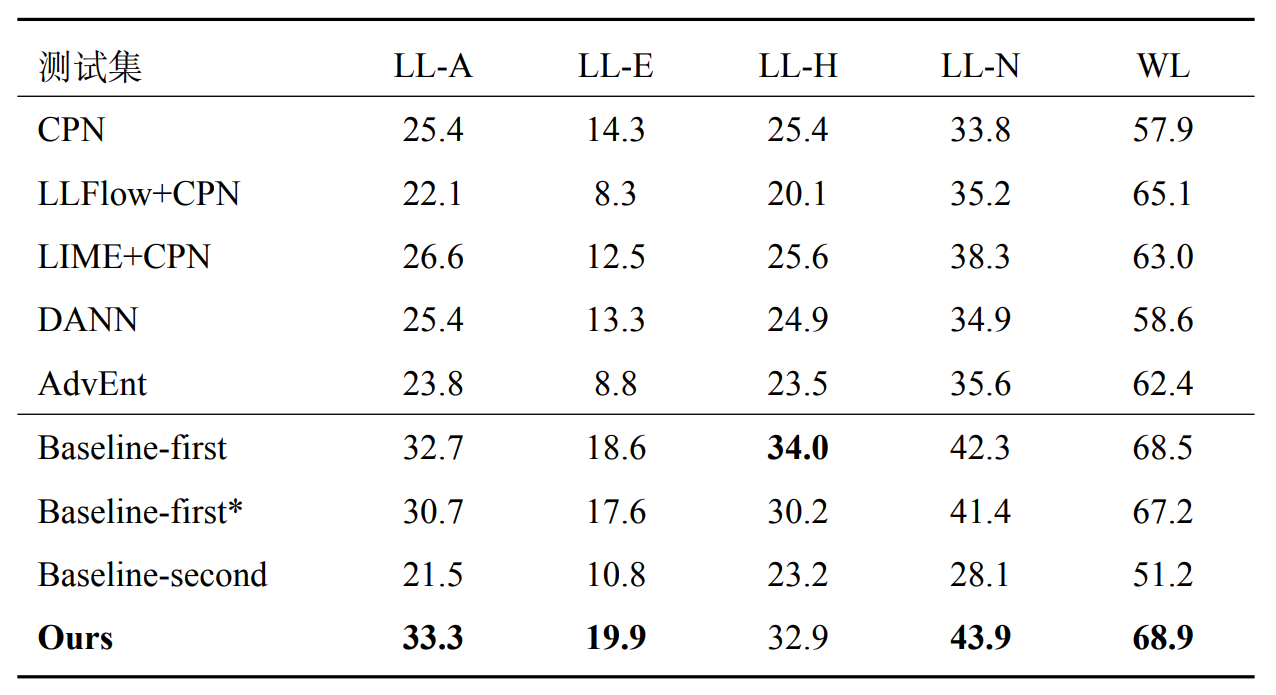 测试集 LL-A LL-E LL-H LL-N WL
CPN 25.4 14.3 25.4 33.8 57.9
LLFlow+CPN 22.1 8.3 20.1 35.2 65.1
LIME+CPN 26.6 12.5 25.6 38.3 63.0
DANN 25.4 13.3 24.9 34.9 58.6
AdvEnt 23.8 8.8 23.5 35.6 62.4
Baseline-first 32.7 18.6 34.0 42.3 68.5
Baseline-first* 30.7 17.6 30.2 41.4 67.2
Baseline-second 21.5 10.8 23.2 28.1 51.2
Ours 33.3 19.9 32.9 43.9 68.9